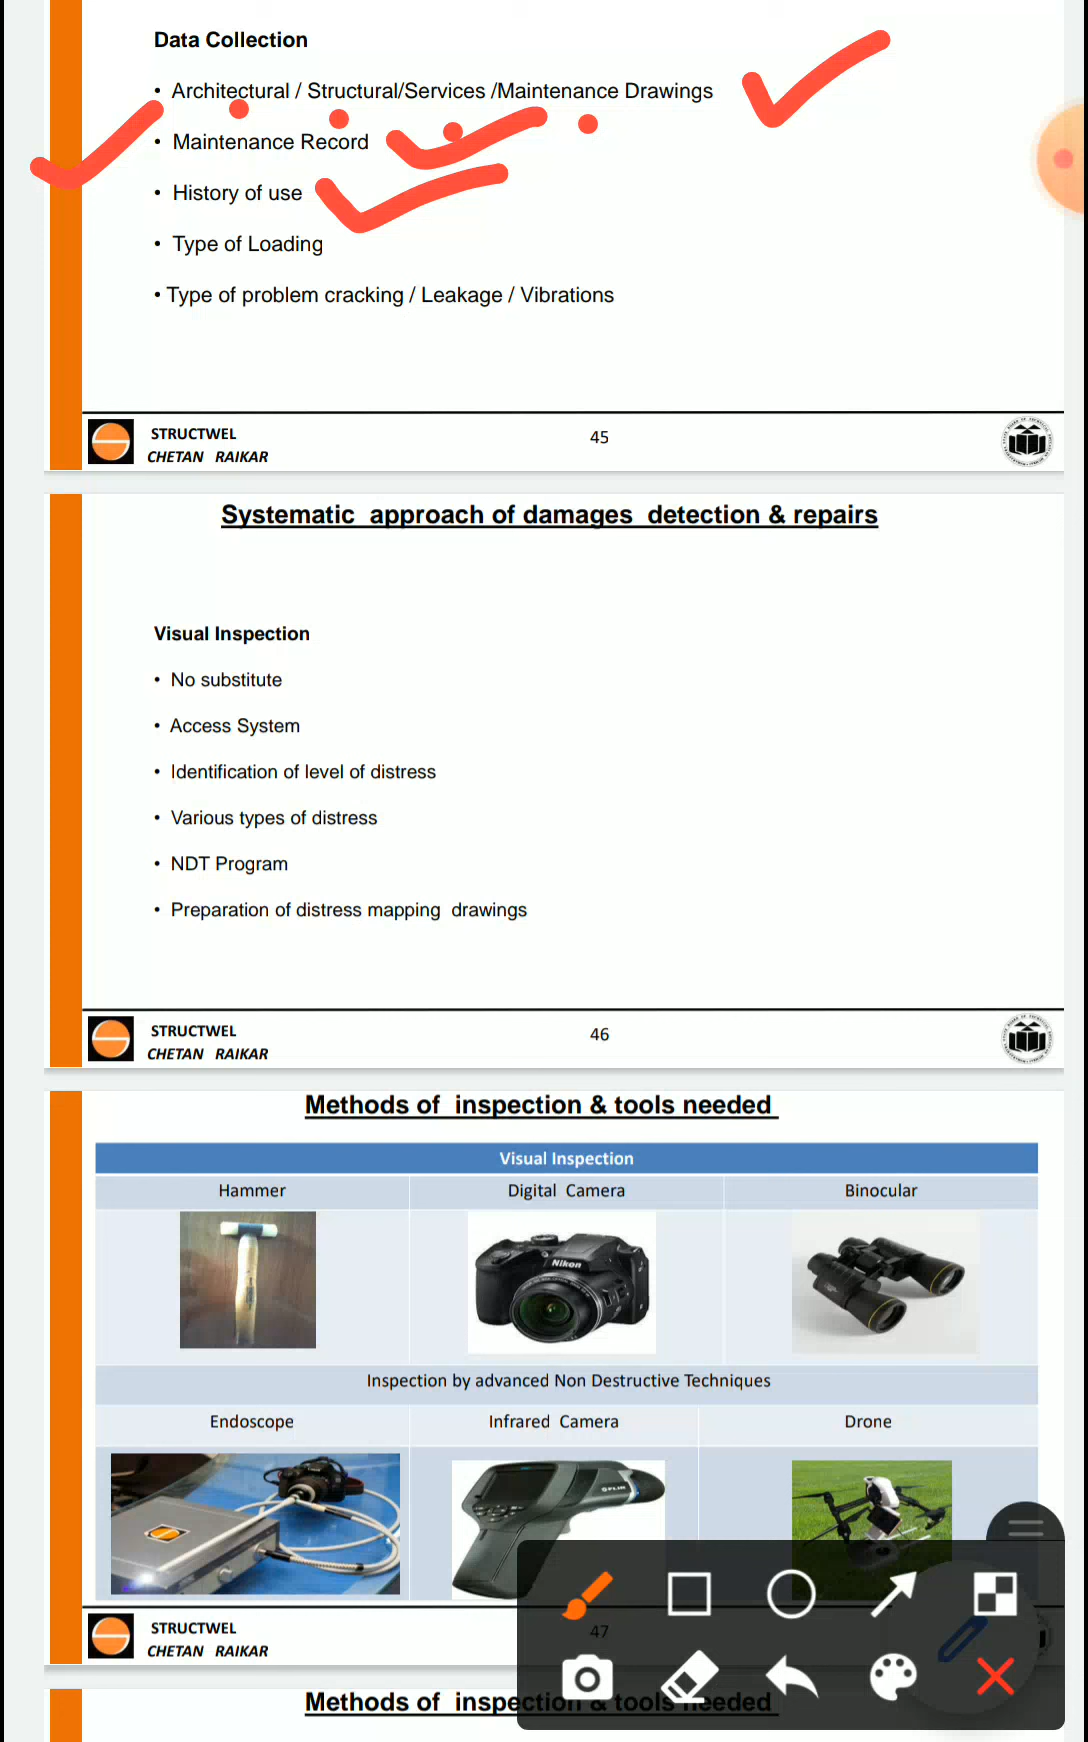 Data Collection
• Architectural / Structural/Services /Maintenance Drawings
• Maintenance Record
• History of use
• Type of Loading
• Type of problem cracking / Leakage / Vibrations
STRUCTWEL
CHETAN RAIKAR
45
Systematic approach of damages detection & repairs
Visual Inspection
• No substitute
• Access System
• Identification of level of distress
• Various types of distress
• NDT Program
• Preparation of distress mapping drawings
STRUCTWEL
CHETAN RAIKAR
46
Methods of inspection & tools needed
Visual Inspection
Hammer Digital Camera Binocular
Nikon
Inspection by advanced Non Destructive Techniques
Endoscope Infrared Camera Drone
FLIR
STRUCTWEL
CHETAN RAIKAR
47
Methods of inspection & tools needed